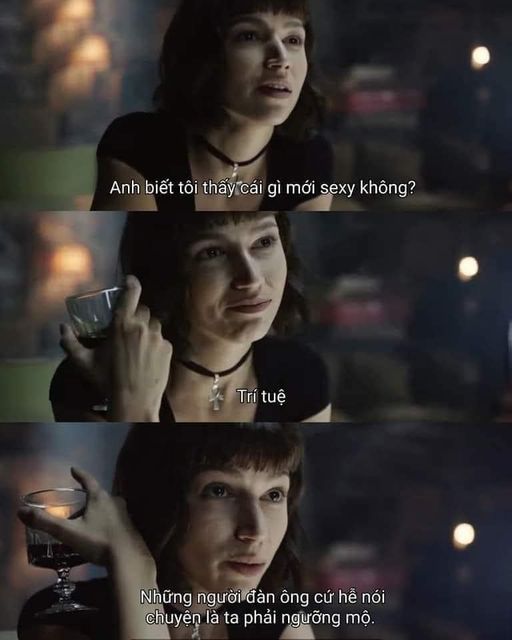 Anh biết tôi thấy cái gì mới sexy không?
Trí tuệ
Những người đàn ông cứ hễ nói
chuyện là ta phải ngưỡng mộ.